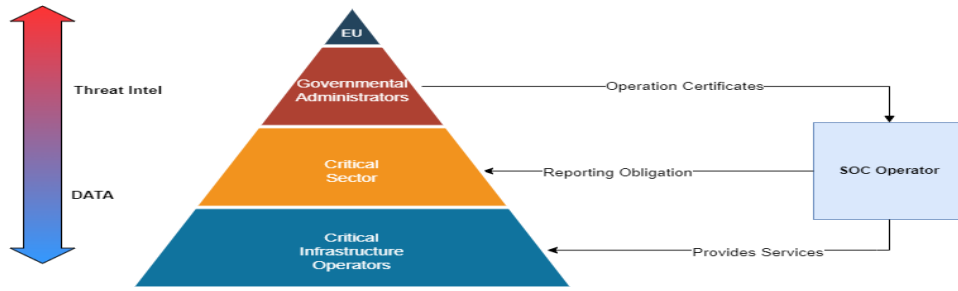 EU
Governmental
Administrators
Operation Certificates
Threat Intel
Critical
Sector
Reporting Obligation
SOC Operator
DATA
Critical
Infrastructure
Operators
Provides Services